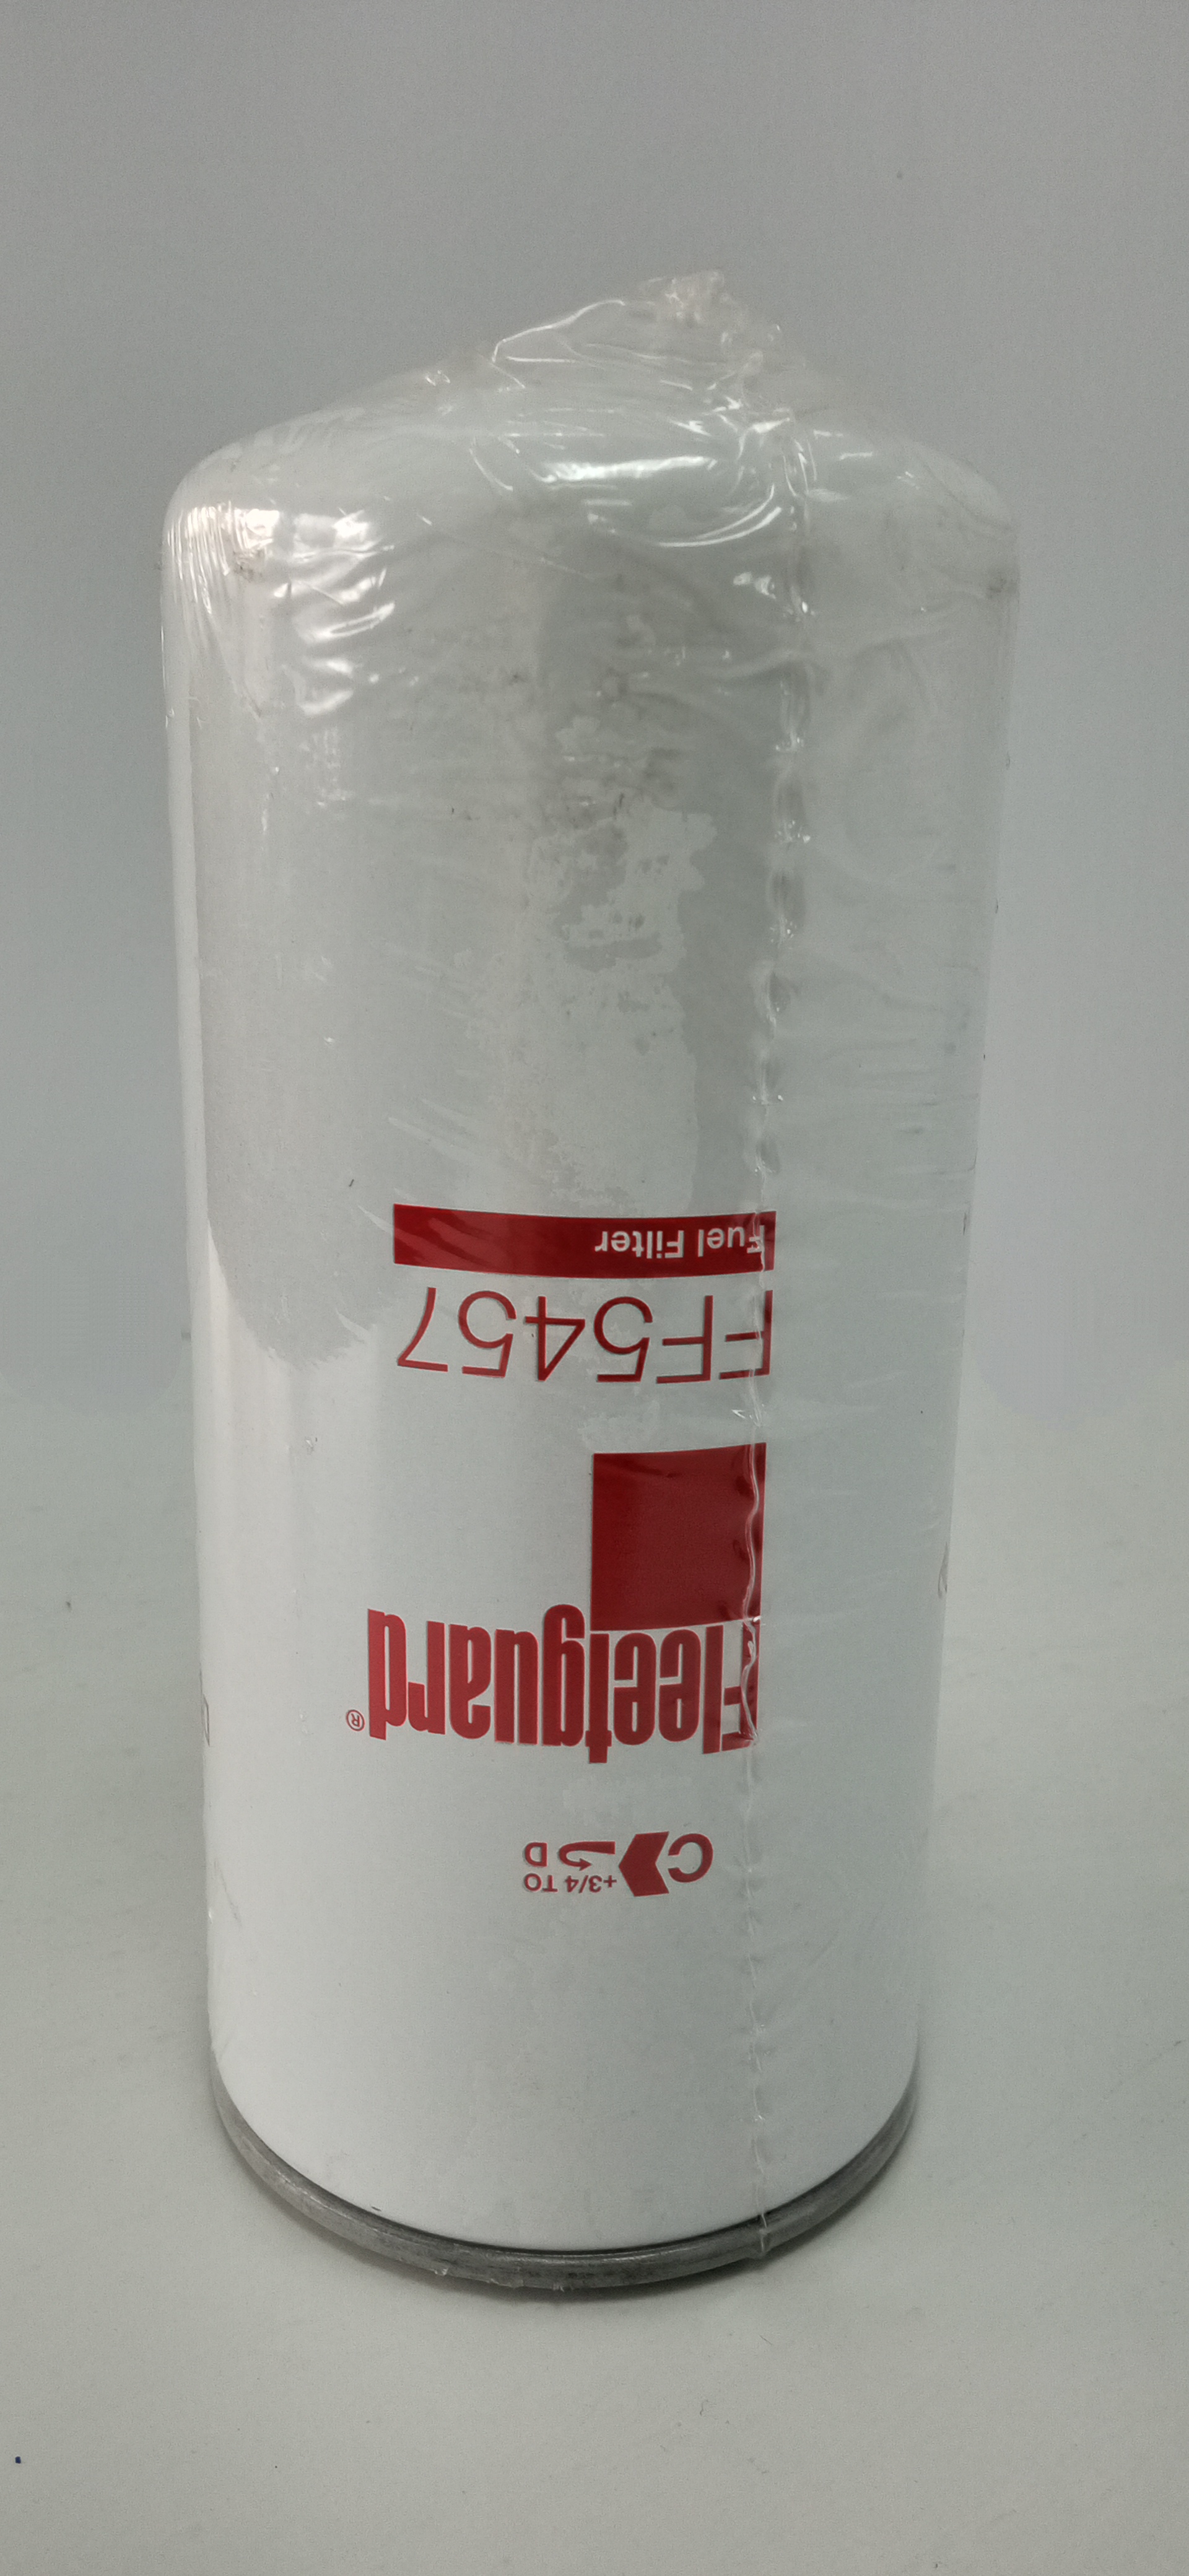 C +3/4 TO
D
Fleetguard®
FF5457
Fuel Filter